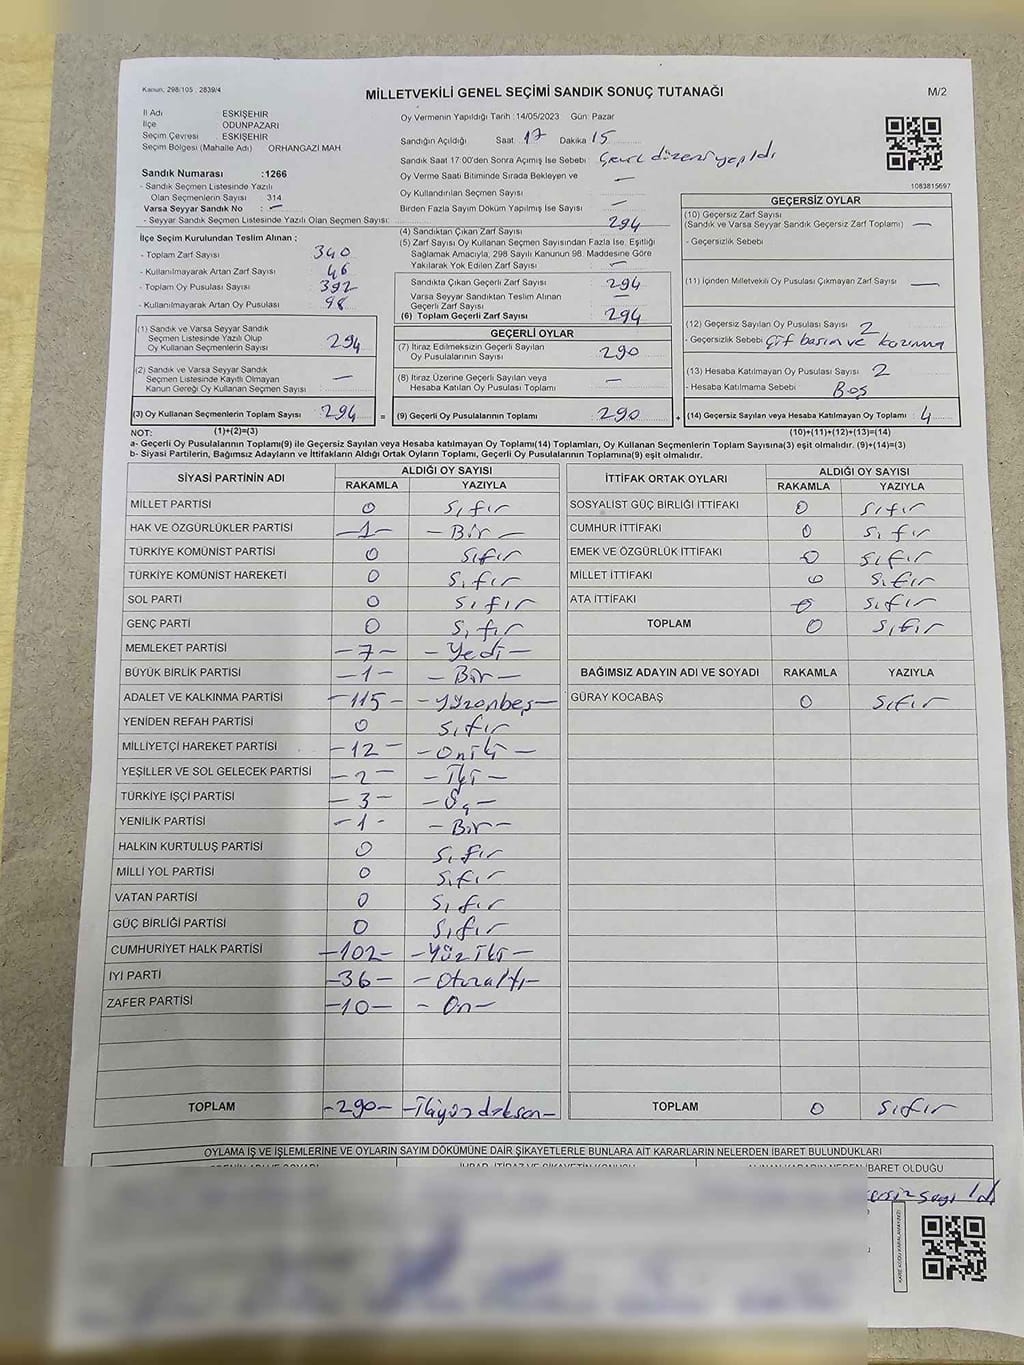 Kanun, 298/105 , 2839/4
MİLLETVEKİLİ GENEL SEÇİMİ SANDIK SONUÇ TUTANAĞI
M/2
İl Adı ESKİŞEHİR
İlçe ODUNPAZARI
Seçim Çevresi : ESKİŞEHİR
Seçim Bölgesi (Mahalle Adı) ORHANGAZI MAH
Sandık Numarası :1266
- Sandık Seçmen Listesinde Yazılı
Olan Seçmenlerin Sayısı 314
Varsa Seyyar Sandık No : —
- Seyyar Sandık Seçmen Listesinde Yazılı Olan Seçmen Sayısı:
Oy Vermenin Yapıldığı Tarih :14/05/2023 Gün: Pazar
Sandığın Açıldığı Saat: 17 Dakika 15
Sandık Saat 17.00'den Sonra Açılmış İse Sebebi : Genel düzen yapıldı
Oy Verme Saati Bitiminde Sırada Bekleyen ve
Oy Kullandırılan Seçmen Sayısı : —
Birden Fazla Sayım Döküm Yapılmış İse Sayısı : —
1083815697
İlçe Seçim Kurulundan Teslim Alınan ;
- Toplam Zarf Sayısı : 340
- Kullanılmayarak Artan Zarf Sayısı : 46
- Toplam Oy Pusulası Sayısı : 392
- Kullanılmayarak Artan Oy Pusulası : 98
(1) Sandık ve Varsa Seyyar Sandık
Seçmen Listesinde Yazılı Olup
Oy Kullanan Seçmenlerin Sayısı : 294
(2) Sandık ve Varsa Seyyar Sandık
Seçmen Listesinde Kayıtlı Olmayan
Kanun Gereği Oy Kullanan Seçmen Sayısı : —
(3) Oy Kullanan Seçmenlerin Toplam Sayısı : 294
(1)+(2)=(3)
(4) Sandıktan Çıkan Zarf Sayısı : 294
(5) Zarf Sayısı Oy Kullanan Seçmen Sayısından Fazla İse, Eşitliği
Sağlamak Amacıyla, 298 Sayılı Kanunun 98. Maddesine Göre
Yakılarak Yok Edilen Zarf Sayısı : —
Sandıkta Çıkan Geçerli Zarf Sayısı : 294
Varsa Seyyar Sandıktan Teslim Alınan
Geçerli Zarf Sayısı : —
(6) Toplam Geçerli Zarf Sayısı : 294
GEÇERLİ OYLAR
(7) İtiraz Edilmeksizin Geçerli Sayılan
Oy Pusulalarının Sayısı : 290
(8) İtiraz Üzerine Geçerli Sayılan veya
Hesaba Katılan Oy Pusulası Toplamı : —
= (9) Geçerli Oy Pusulalarının Toplamı : 290
GEÇERSİZ OYLAR
(10) Geçersiz Zarf Sayısı
(Sandık ve Varsa Seyyar Sandık Geçersiz Zarf Toplamı) : —
- Geçersizlik Sebebi :
(11) İçinden Milletvekili Oy Pusulası Çıkmayan Zarf Sayısı : —
(12) Geçersiz Sayılan Oy Pusulası Sayısı : 2
- Geçersizlik Sebebi : Çift basım ve
(13) Hesaba Katılmayan Oy Pusulası Sayısı : 2
- Hesaba Katılmama Sebebi : Boş
+ (14) Geçersiz Sayılan veya Hesaba Katılmayan Oy Toplamı : 4
(10)+(11)+(12)+(13)=(14)
NOT:
a- Geçerli Oy Pusulalarının Toplamı(9) ile Geçersiz Sayılan veya Hesaba katılmayan Oy Toplamı(14) Toplamları, Oy Kullanan Seçmenlerin Toplam Sayısına(3) eşit olmalıdır. (9)+(14)=(3)
b- Siyasi Partilerin, Bağımsız Adayların ve İttifakların Aldığı Ortak Oyların Toplamı, Geçerli Oy Pusulalarının Toplamına(9) eşit olmalıdır.
SİYASİ PARTİNİN ADI ALDIĞI OY SAYISI
RAKAMLA YAZIYLA
MİLLET PARTİSİ 0 Sıfır
HAK VE ÖZGÜRLÜKLER PARTİSİ -1- -Bir-
TÜRKİYE KOMÜNİST PARTİSİ 0 Sıfır
TÜRKİYE KOMÜNİST HAREKETİ 0 Sıfır
SOL PARTİ 0 Sıfır
GENÇ PARTİ 0 Sıfır
MEMLEKET PARTİSİ -7- -Yedi-
BÜYÜK BİRLİK PARTİSİ -1- -Bir-
ADALET VE KALKINMA PARTİSİ -115- -Yüzonbeş-
YENİDEN REFAH PARTİSİ 0 Sıfır
MİLLİYETÇİ HAREKET PARTİSİ -12- -Oniki-
YEŞİLLER VE SOL GELECEK PARTİSİ -2- -İki-
TÜRKİYE İŞÇİ PARTİSİ -3- -Üç-
YENİLİK PARTİSİ -1- -Bir-
HALKIN KURTULUŞ PARTİSİ 0 Sıfır
MİLLİ YOL PARTİSİ 0 Sıfır
VATAN PARTİSİ 0 Sıfır
GÜÇ BİRLİĞİ PARTİSİ 0 Sıfır
CUMHURİYET HALK PARTİSİ -102- -Yüziki-
İYİ PARTİ -36- -Otuzaltı-
ZAFER PARTİSİ -10- -On-
TOPLAM -290- -İkiyüzdoksan-
İTTİFAK ORTAK OYLARI ALDIĞI OY SAYISI
RAKAMLA YAZIYLA
SOSYALİST GÜÇ BİRLİĞİ İTTİFAKI 0 Sıfır
CUMHUR İTTİFAKI 0 Sıfır
EMEK VE ÖZGÜRLÜK İTTİFAKI 0 Sıfır
MİLLET İTTİFAKI 0 Sıfır
ATA İTTİFAKI 0 Sıfır
TOPLAM 0 Sıfır
BAĞIMSIZ ADAYIN ADI VE SOYADI RAKAMLA YAZIYLA
GÜRAY KOCABAŞ 0 Sıfır
TOPLAM 0 Sıfır
OYLAMA İŞ VE İŞLEMLERİNE VE OYLARIN SAYIM DÖKÜMÜNE DAİR ŞİKAYETLERLE BUNLARA AİT KARARLARIN NELERDEN İBARET BULUNDUKLARI
İBARET OLDUĞU
sayıldı